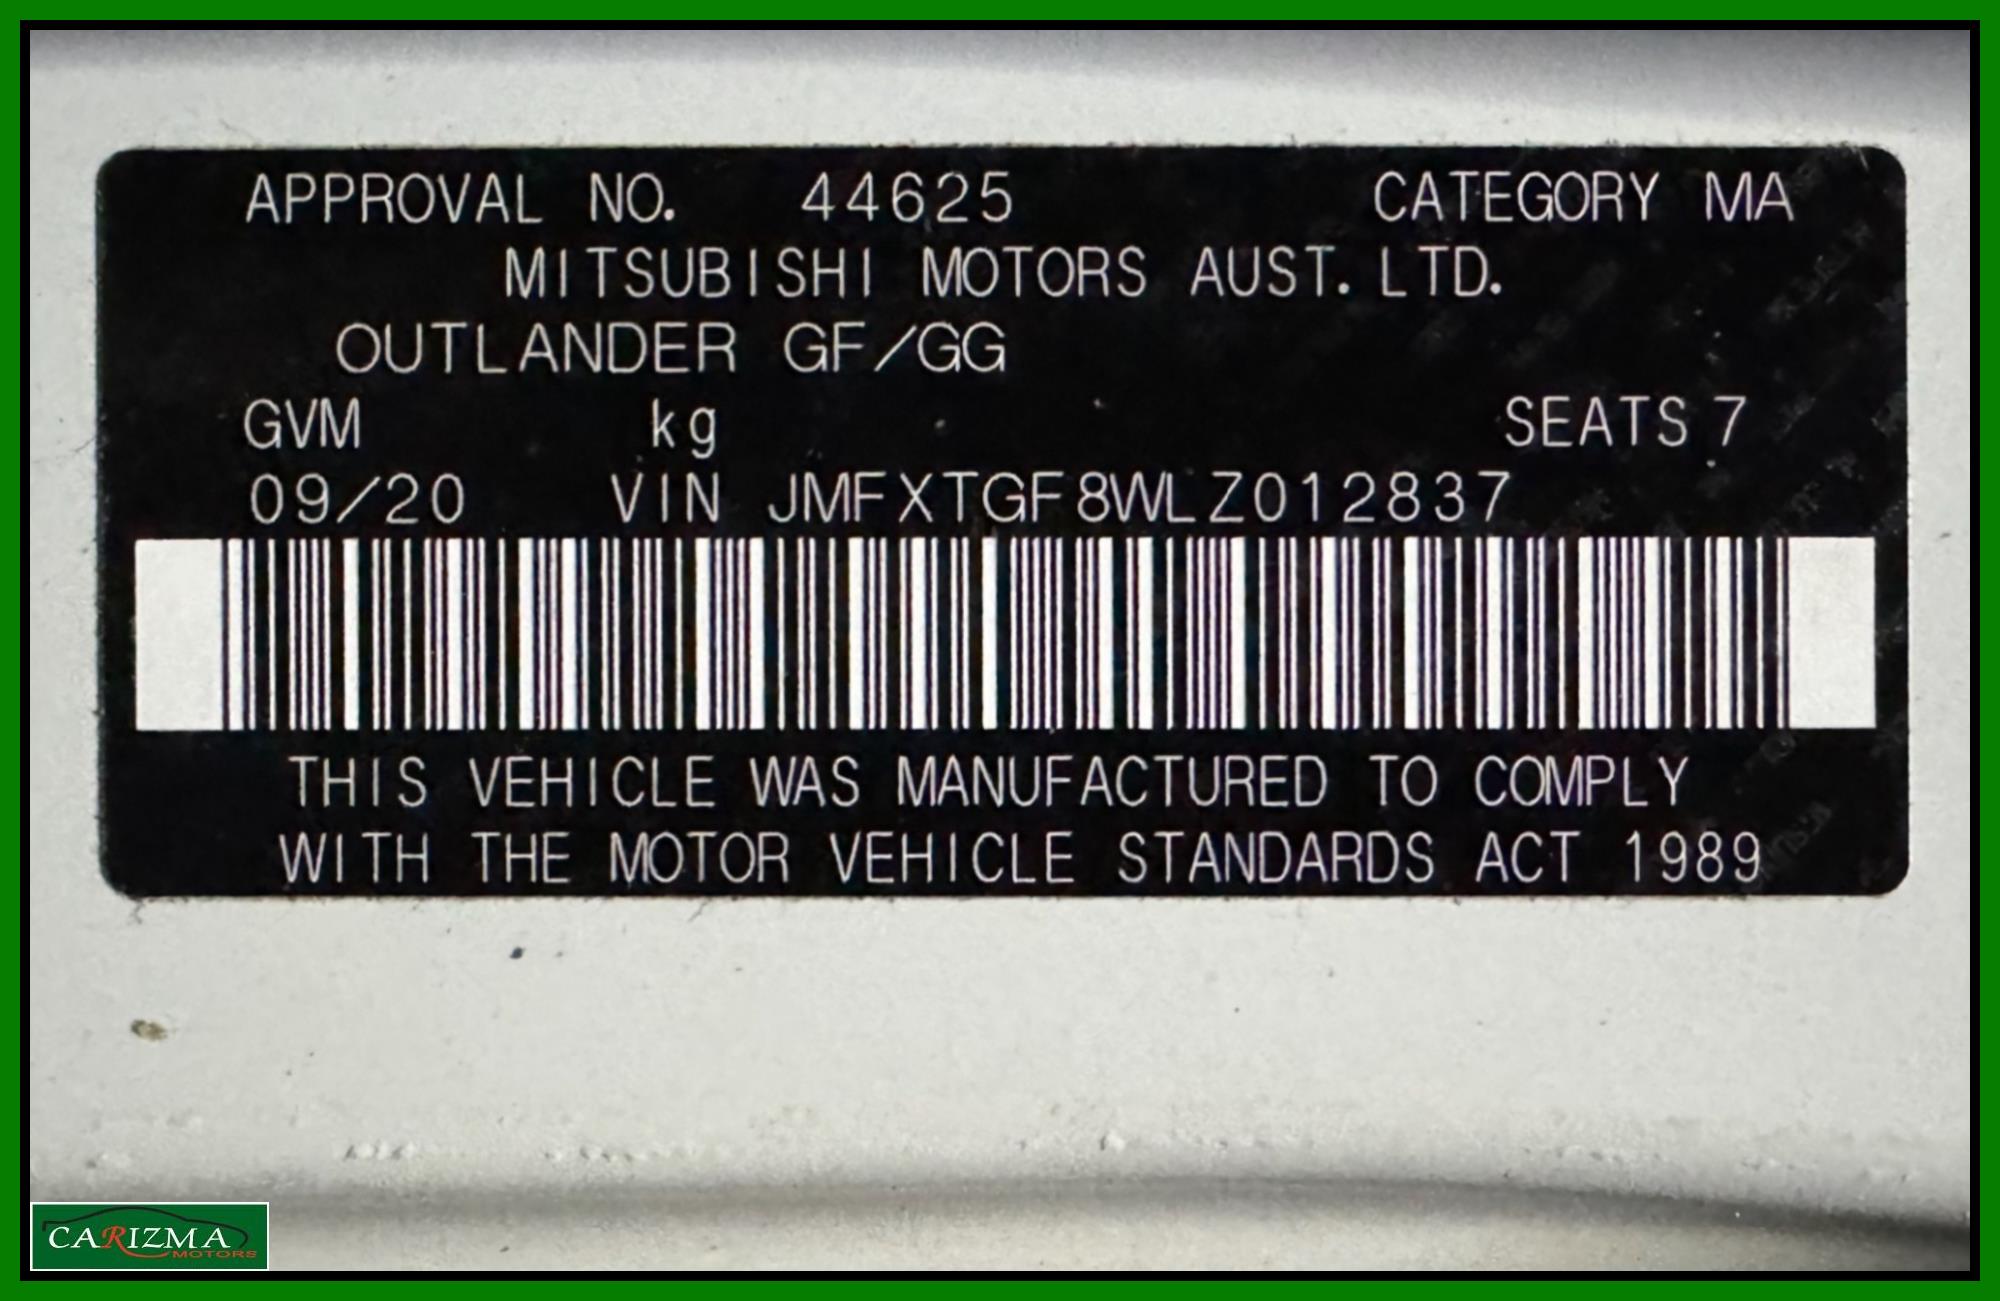 APPROVAL NO. 44625 CATEGORY MA
MITSUBISHI MOTORS AUST. LTD.
OUTLANDER GF/GG
GVM kg SEATS 7
09/20 VIN JMFXTGF8WLZ012837
THIS VEHICLE WAS MANUFACTURED TO COMPLY
WITH THE MOTOR VEHICLE STANDARDS ACT 1989
CARIZMA
MOTORS